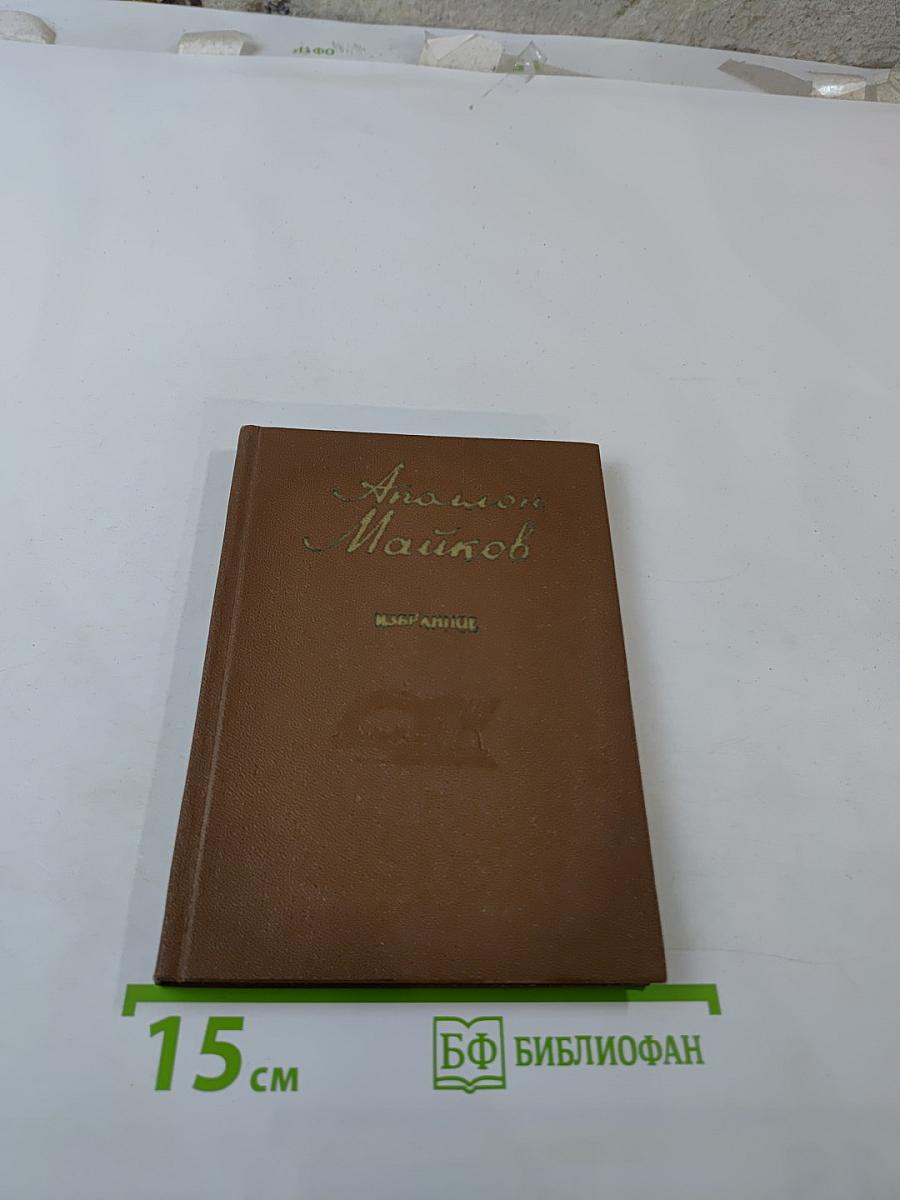 Аполлон
Майков
ИЗБРАННОЕ
15 см
БФ БИБЛИОФАН